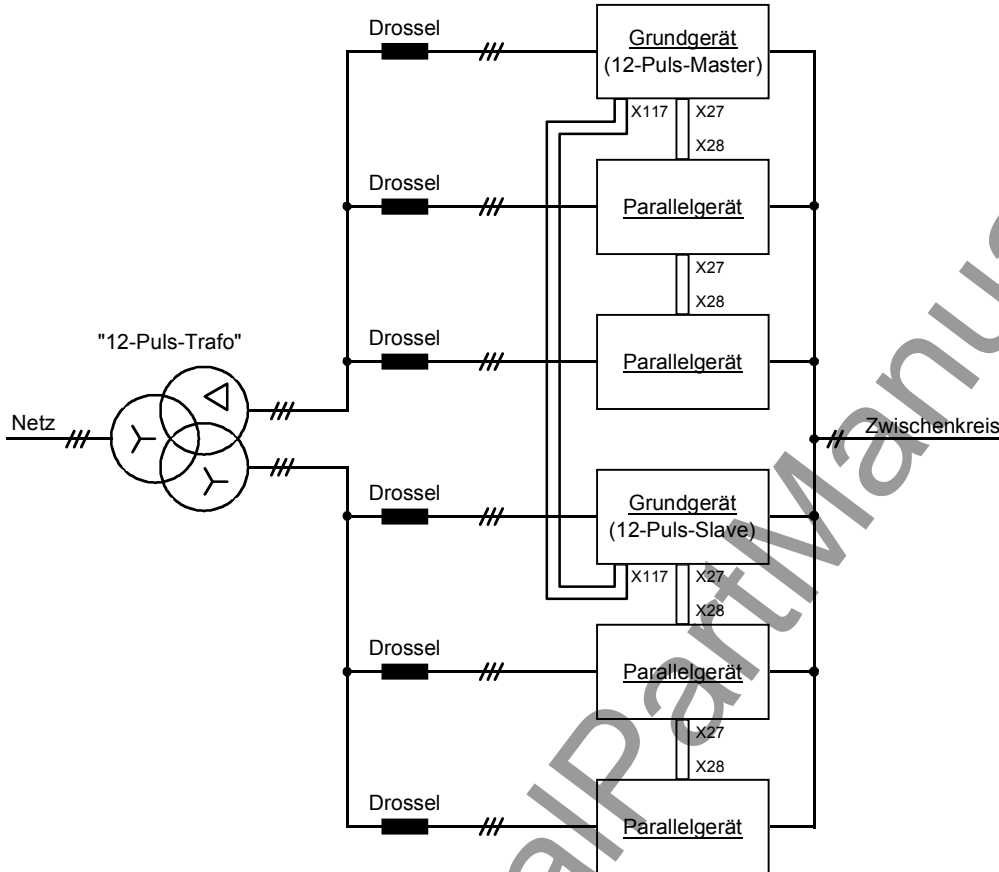 Drossel
Grundgerät
(12-Puls-Master)
X117
X27
X28
Drossel
Parallelgerät
X27
X28
"12-Puls-Trafo"
Drossel
Parallelgerät
Netz
Zwischenkreis
Drossel
Grundgerät
(12-Puls-Slave)
X117
X27
X28
Drossel
Parallelgerät
X27
X28
Drossel
Parallelgerät
alPartManus